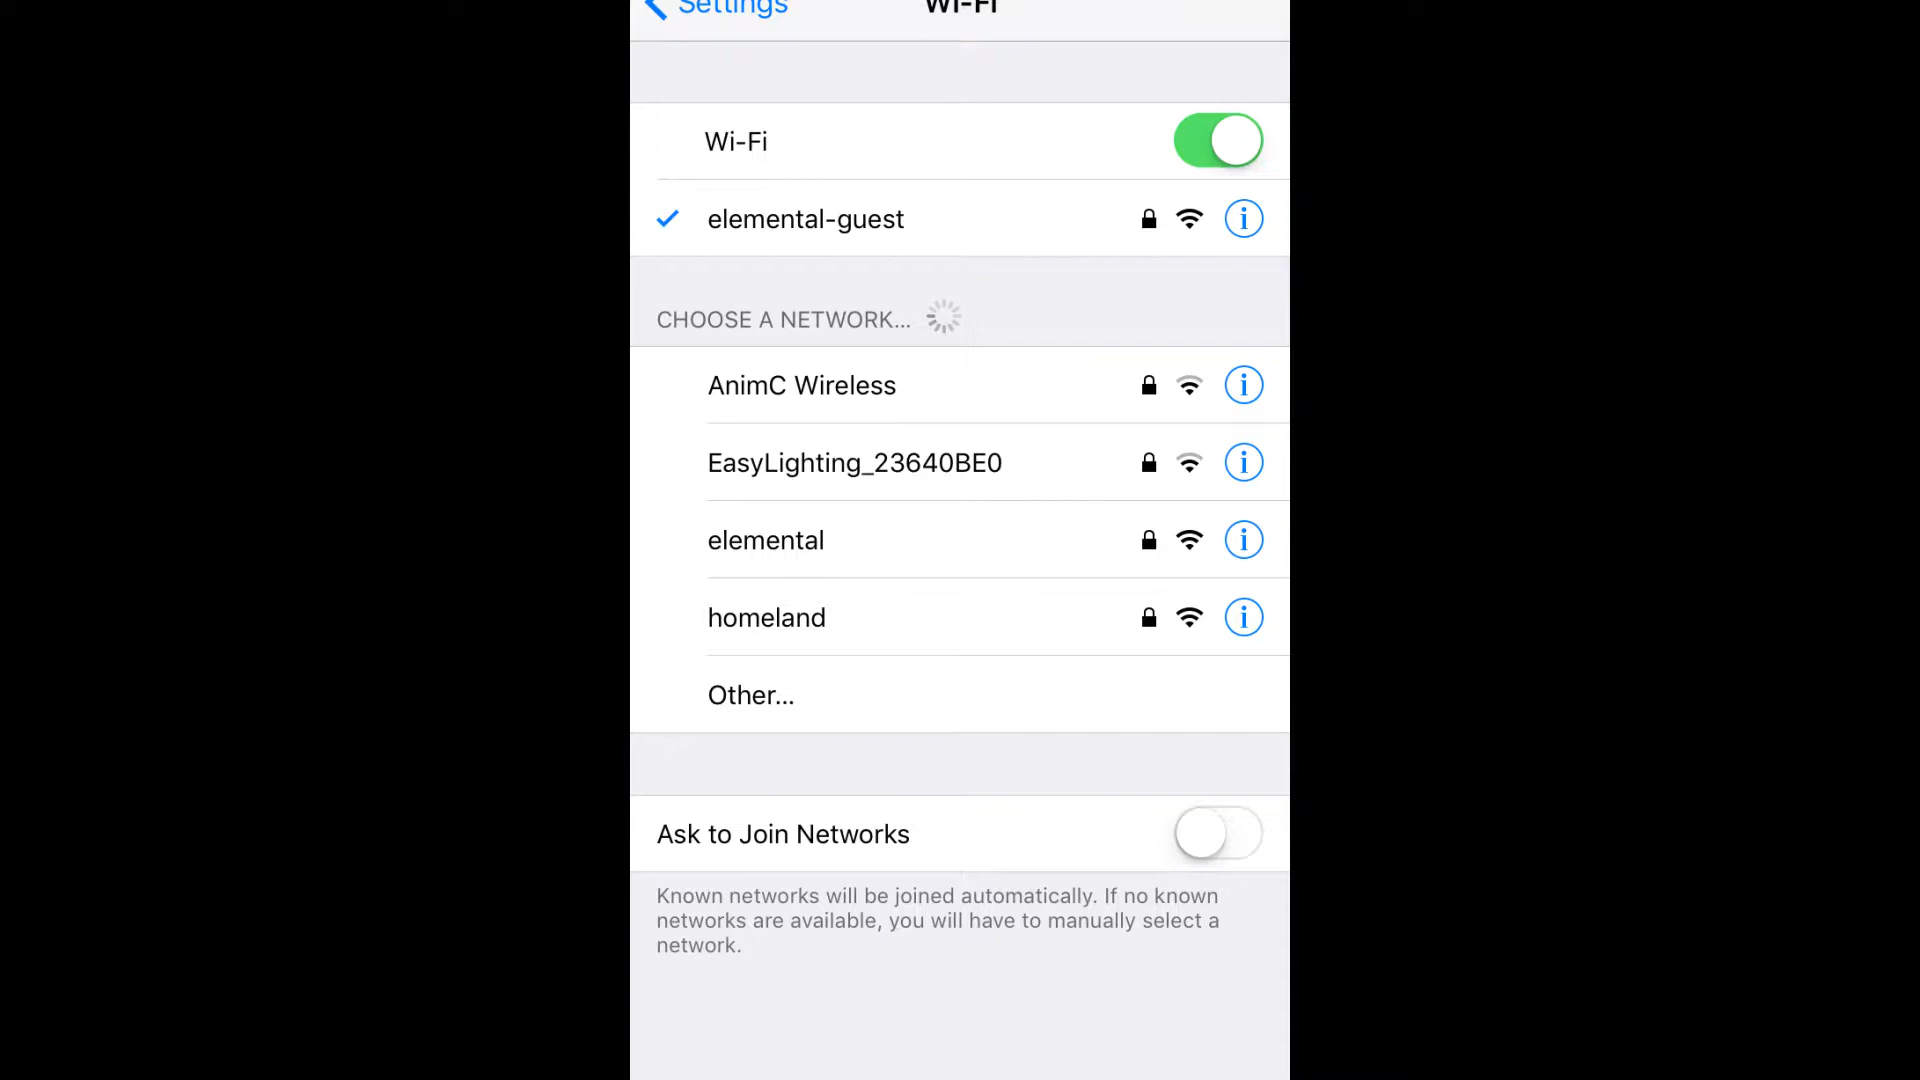 Settings
Wi-Fi
Wi-Fi
elemental-guest
CHOOSE A NETWORK...
AnimC Wireless
EasyLighting_23640BE0
elemental
homeland
Other...
Ask to Join Networks
Known networks will be joined automatically. If no known
networks are available, you will have to manually select a
network.